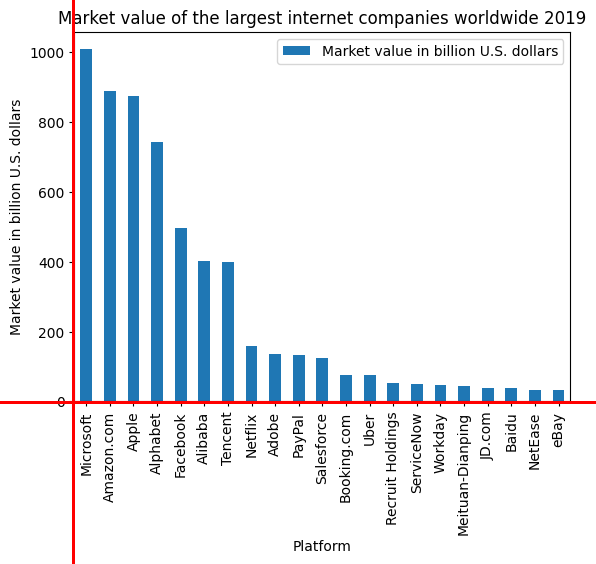 Market value of the largest internet companies worldwide 2019
Market value in billion U.S. dollars
Market value in billion U.S. dollars
1000
800
600
400
200
0
Microsoft
Amazon.com
Apple
Alphabet
Facebook
Alibaba
Tencent
Netflix
Adobe
PayPal
Salesforce
Booking.com
Uber
Recruit Holdings
ServiceNow
Workday
Meituan-Dianping
JD.com
Baidu
NetEase
eBay
Platform